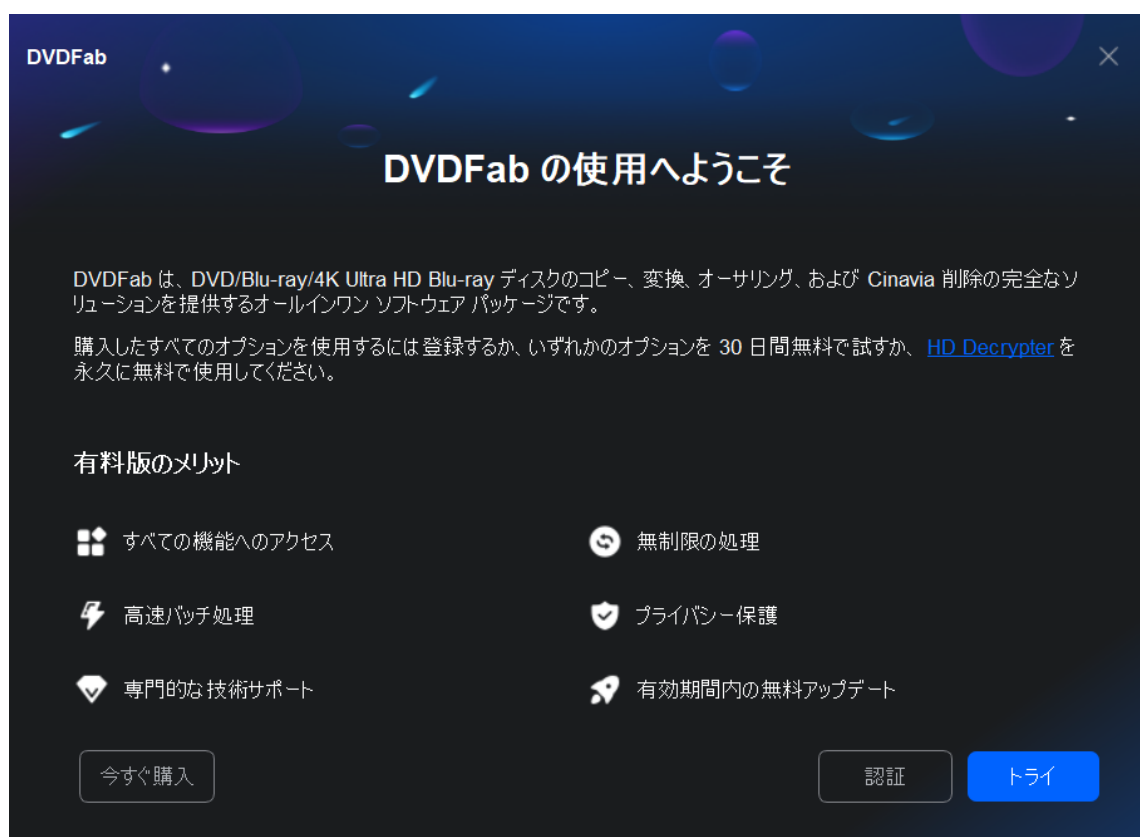 DVDFab
DVDFab の使用へようこそ
DVDFab は、DVD/Blu-ray/4K Ultra HD Blu-ray ディスクのコピー、変換、オーサリング、および Cinavia 削除の完全なソ
リューションを提供するオールインワン ソフトウェア パッケージです。
購入したすべてのオプションを使用するには登録するか、いずれかのオプションを 30 日間無料で試すか、 HD Decrypter を
永久に無料で使用してください。
有料版のメリット
すべての機能へのアクセス
無制限の処理
高速バッチ処理
プライバシー保護
専門的な技術サポート
有効期間内の無料アップデート
今すぐ購入
認証
トライ